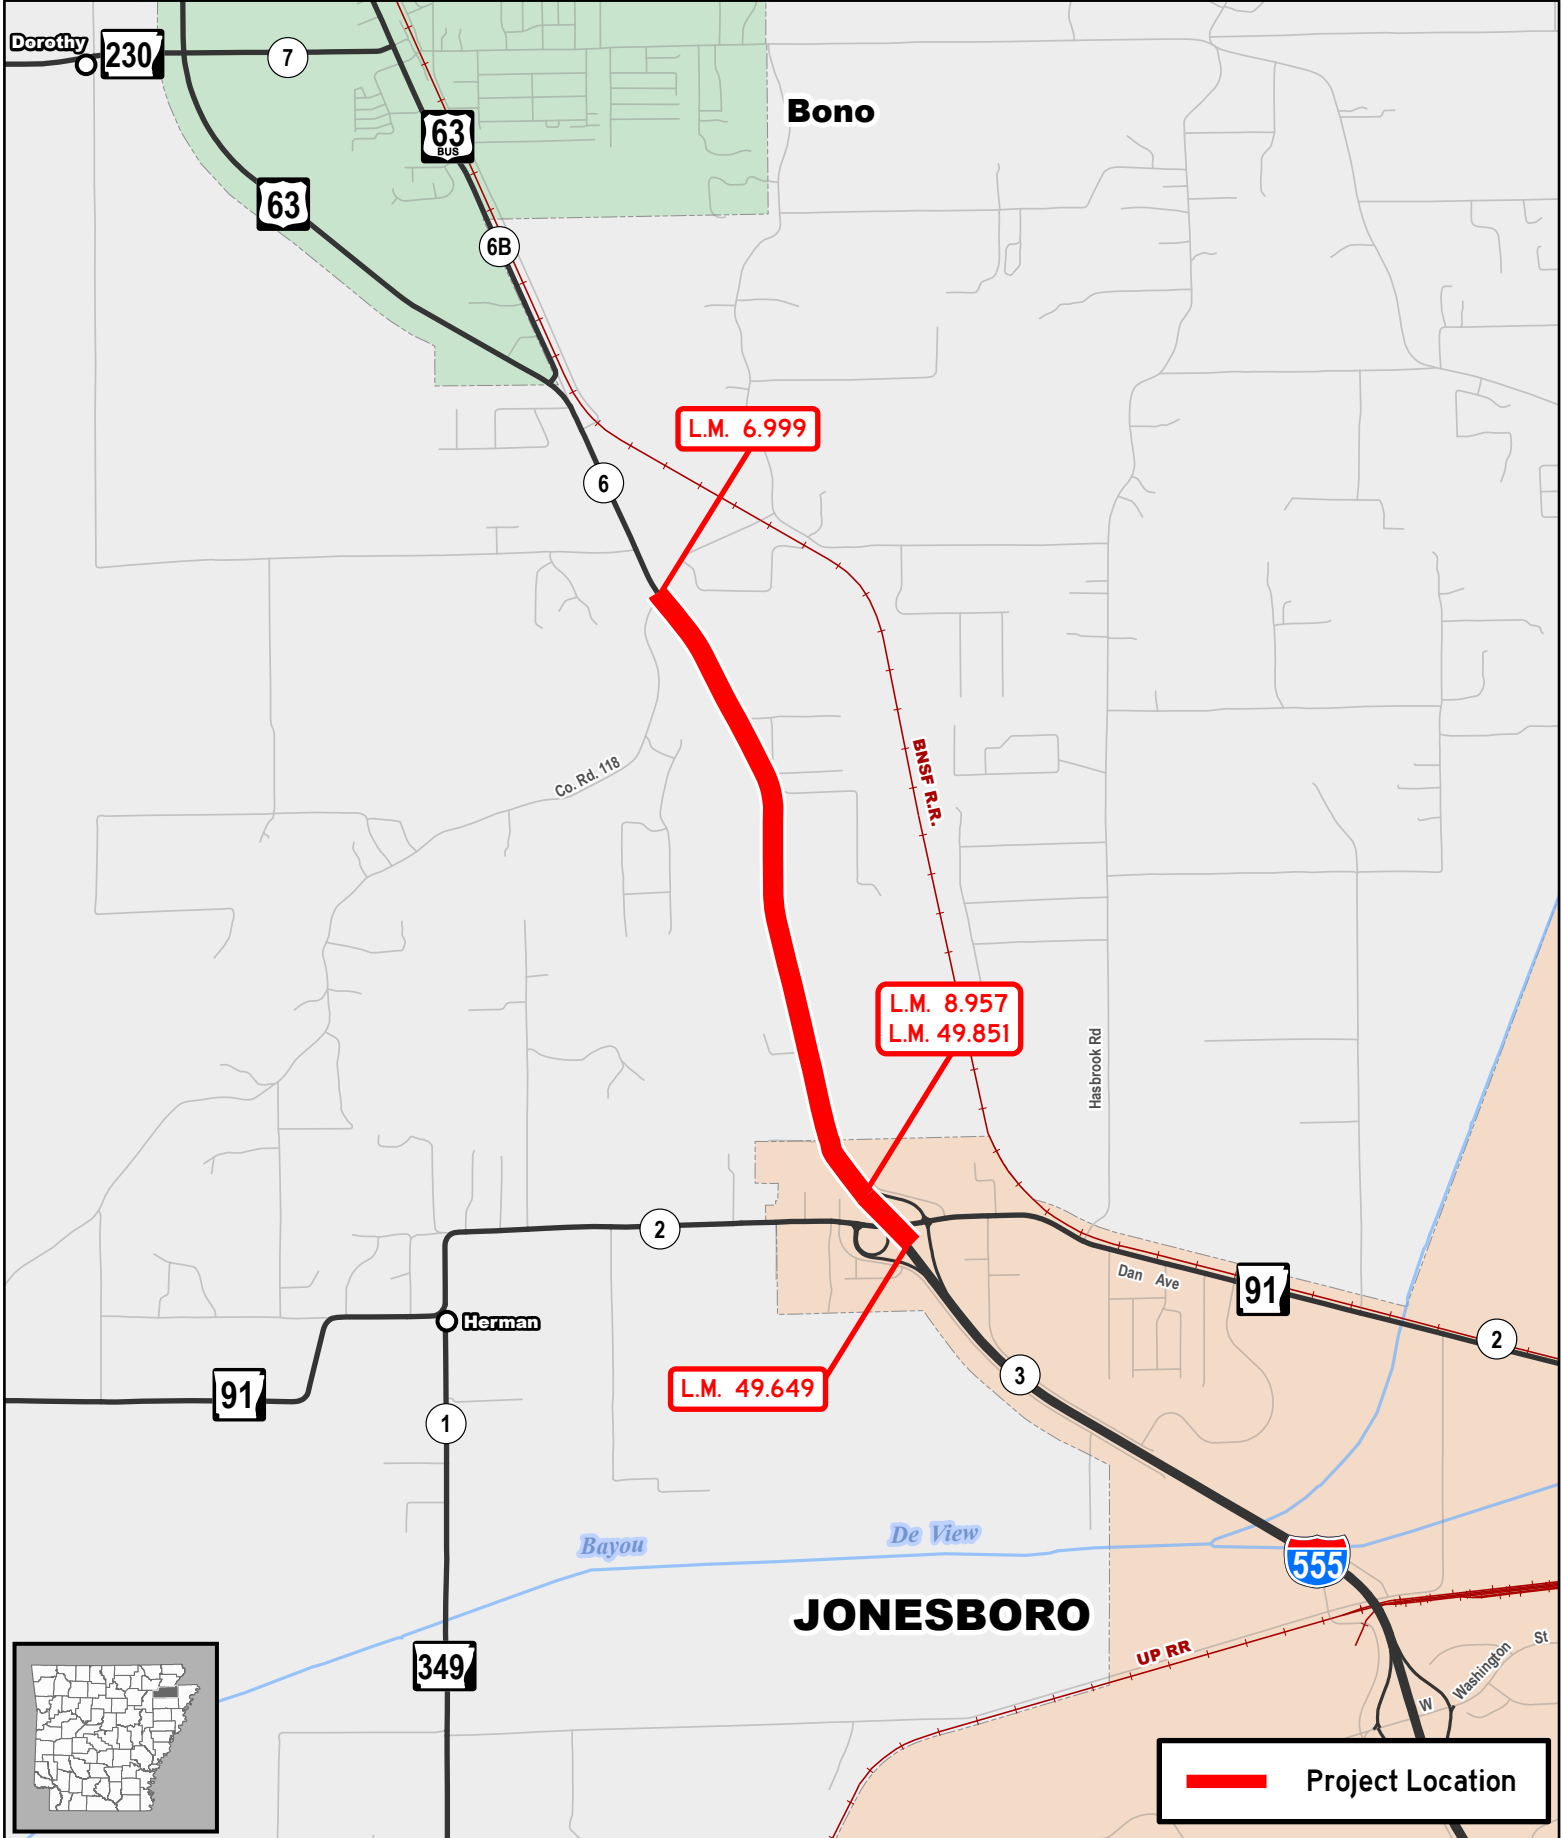 Dorothy
230
7
Bono
63
BUS
63
6B
L.M. 6.999
6
Co. Rd. 118
BNSF R.R.
L.M. 8.957
L.M. 49.851
Hasbrook Rd
2
Dan Ave
91
2
Herman
L.M. 49.649
3
91
1
Bayou
De View
555
JONESBORO
UP RR
W Washington St
349
Project Location